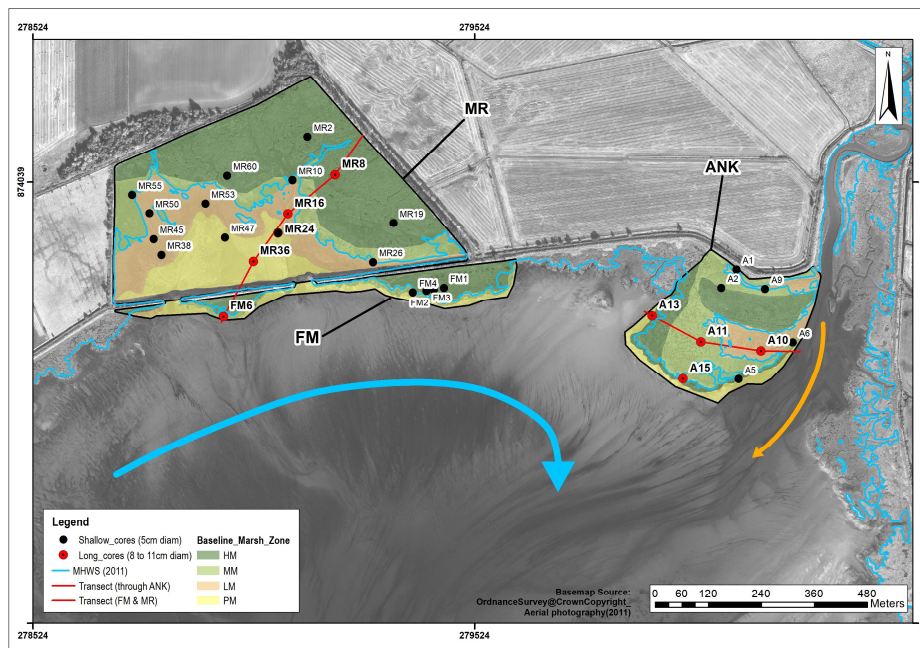 278524
279524
N
MR
MR2
MR8
MR60
MR10
ANK
874039
MR55
MR53
MR50
MR16
MR19
MR45
MR47
MR24
MR38
MR36
MR26
A1
A2
A9
FM4
FM1
FM2
FM3
FM6
A13
FM
A11
A10
A6
A15
A5
Legend
Shallow_cores (5cm diam)
Baseline_Marsh_Zone
Long_cores (8 to 11cm diam)
HM
MHWS (2011)
MM
Transect (through ANK)
LM
Transect (FM & MR)
PM
Basemap Source:
OrdnanceSurvey@CrownCopyright_
Aerial photography(2011)
0 60 120 240 360 480
Meters
874039
278524
279524